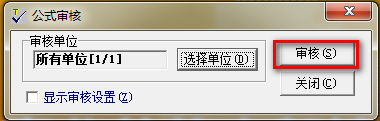 公式审核
审核单位
所有单位[1/1]
选择单位(D)
审核(S)
关闭(C)
显示审核设置(Z)